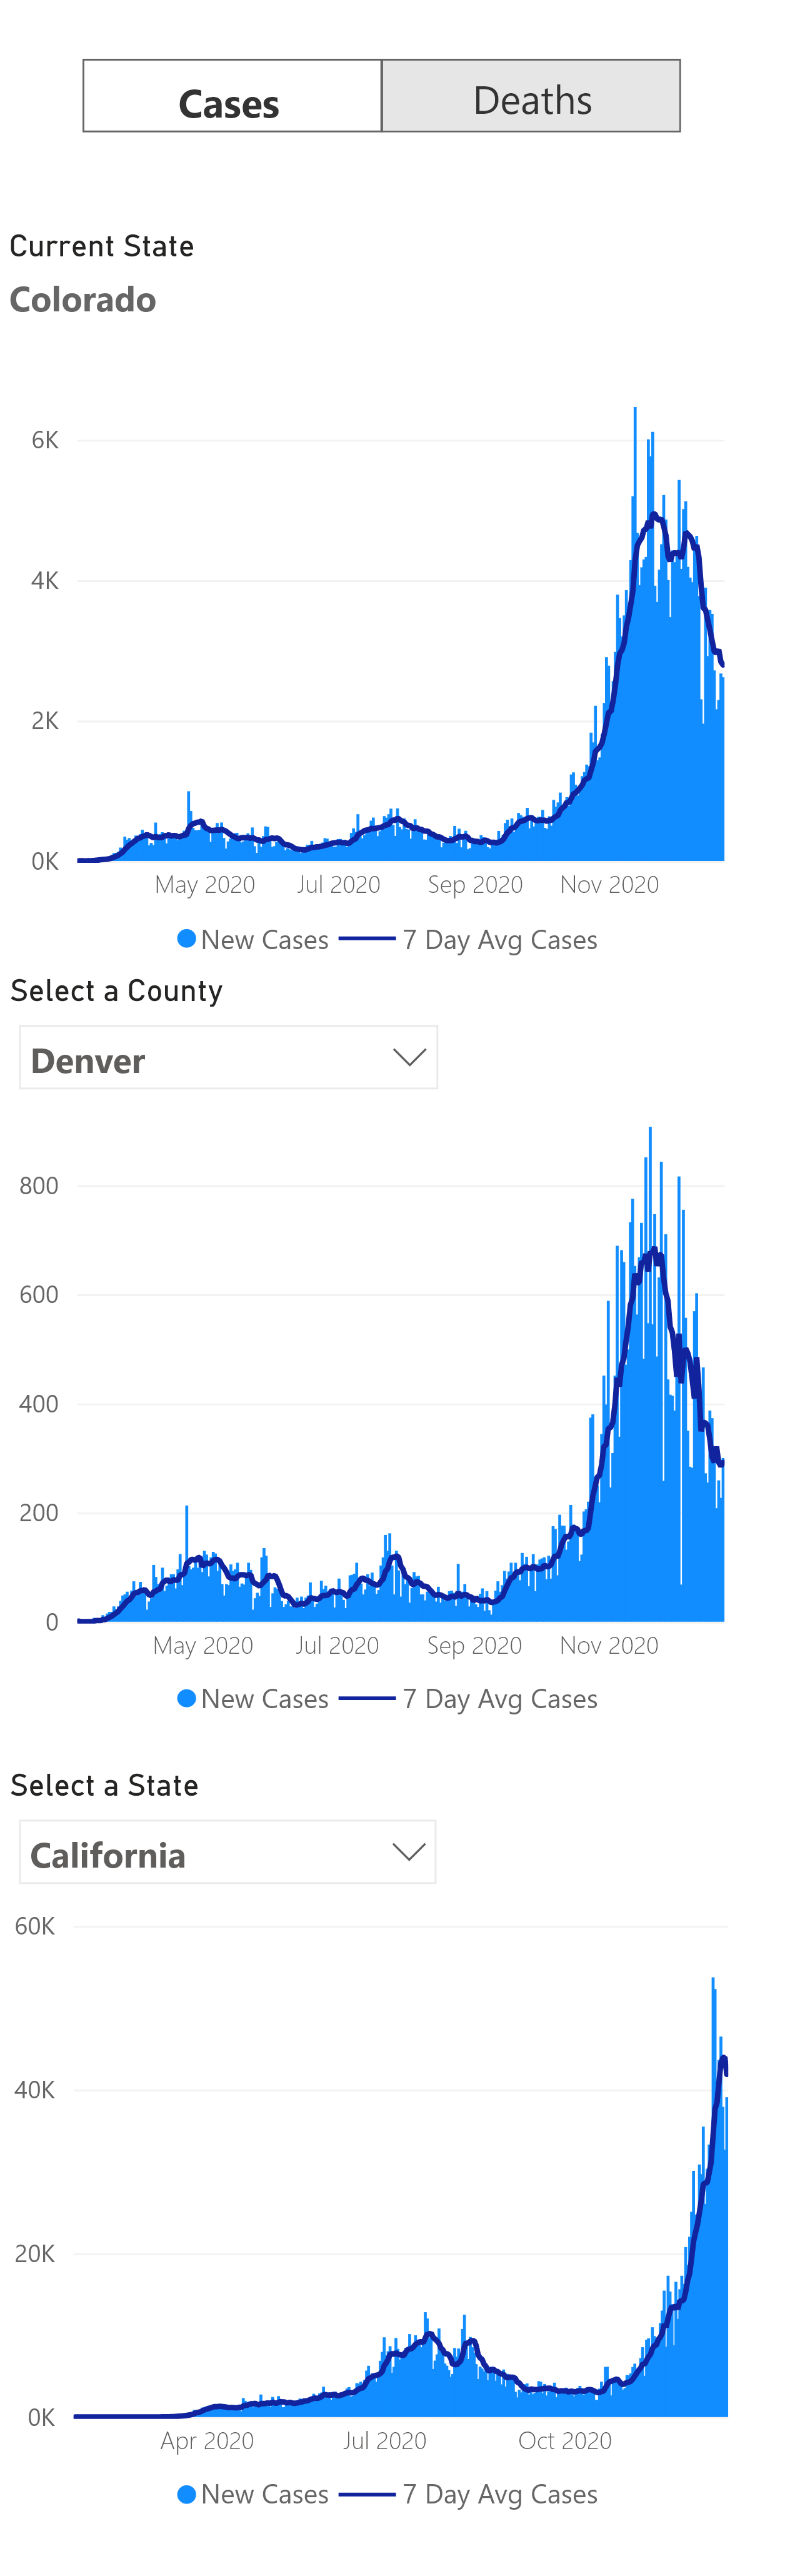 Cases Deaths
Current State
Colorado
6K
4K
2K
0K
May 2020 Jul 2020 Sep 2020 Nov 2020
New Cases 7 Day Avg Cases
Select a County
Denver
800
600
400
200
0
May 2020 Jul 2020 Sep 2020 Nov 2020
New Cases 7 Day Avg Cases
Select a State
California
60K
40K
20K
0K
Apr 2020 Jul 2020 Oct 2020
New Cases 7 Day Avg Cases